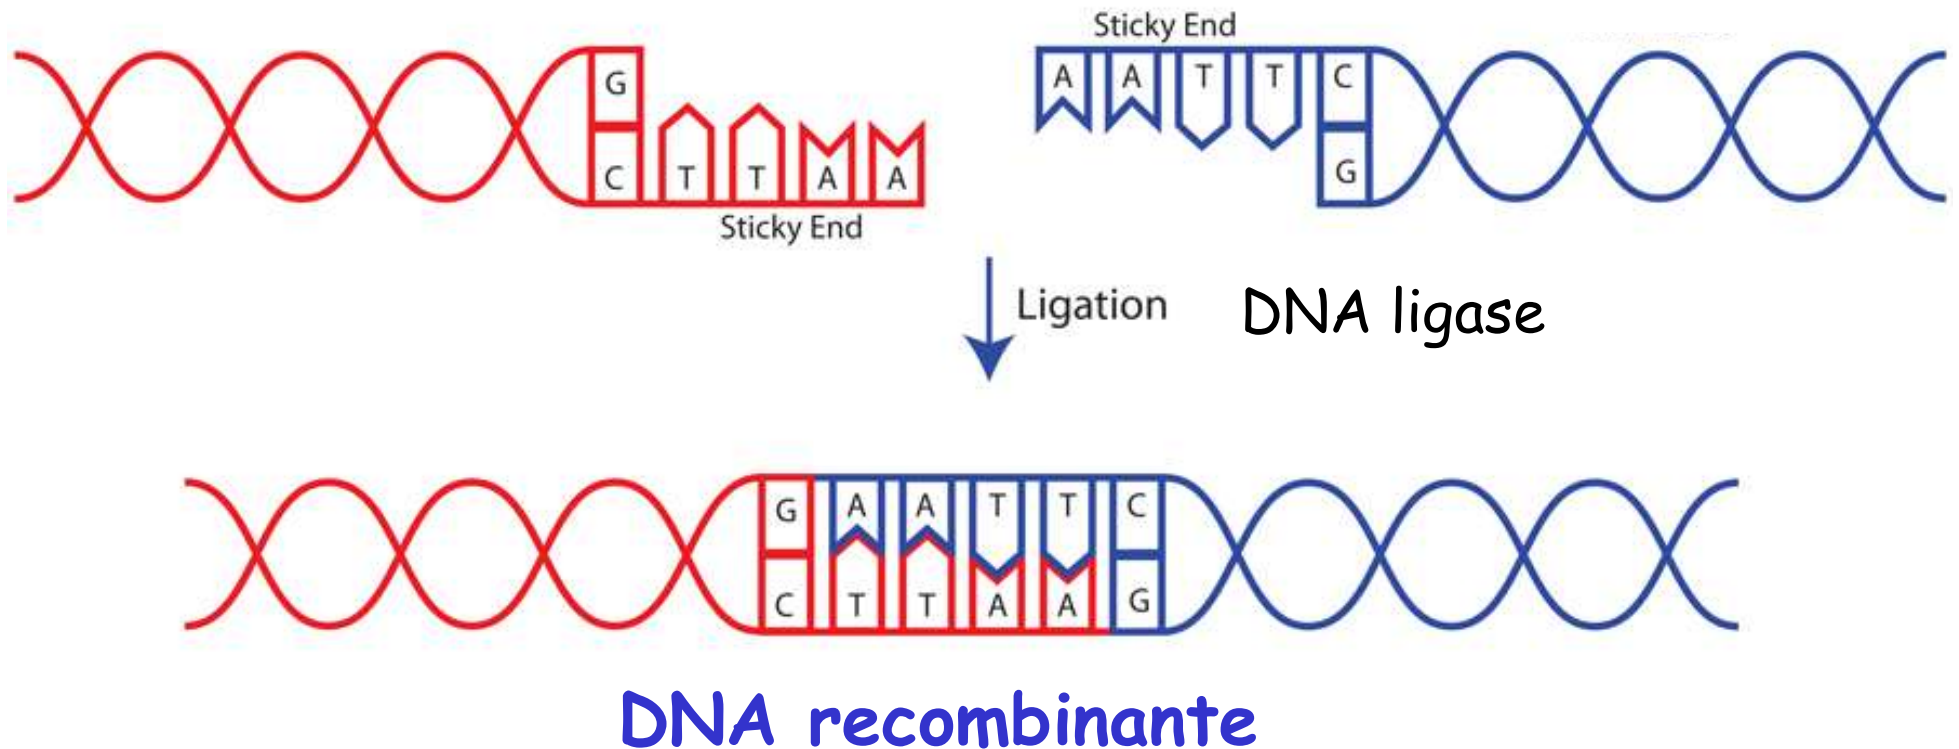 Sticky End
G
A A T T C
C T T A A
G
Sticky End
Ligation
DNA ligase
G A A T T C
C T T A A G
DNA recombinante